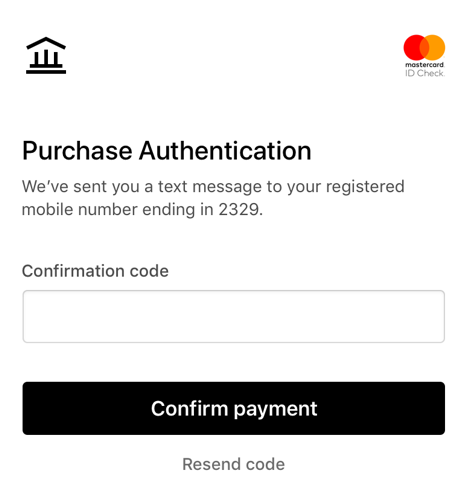 mastercard
ID Check
Purchase Authentication
We’ve sent you a text message to your registered
mobile number ending in 2329.
Confirmation code
Confirm payment
Resend code